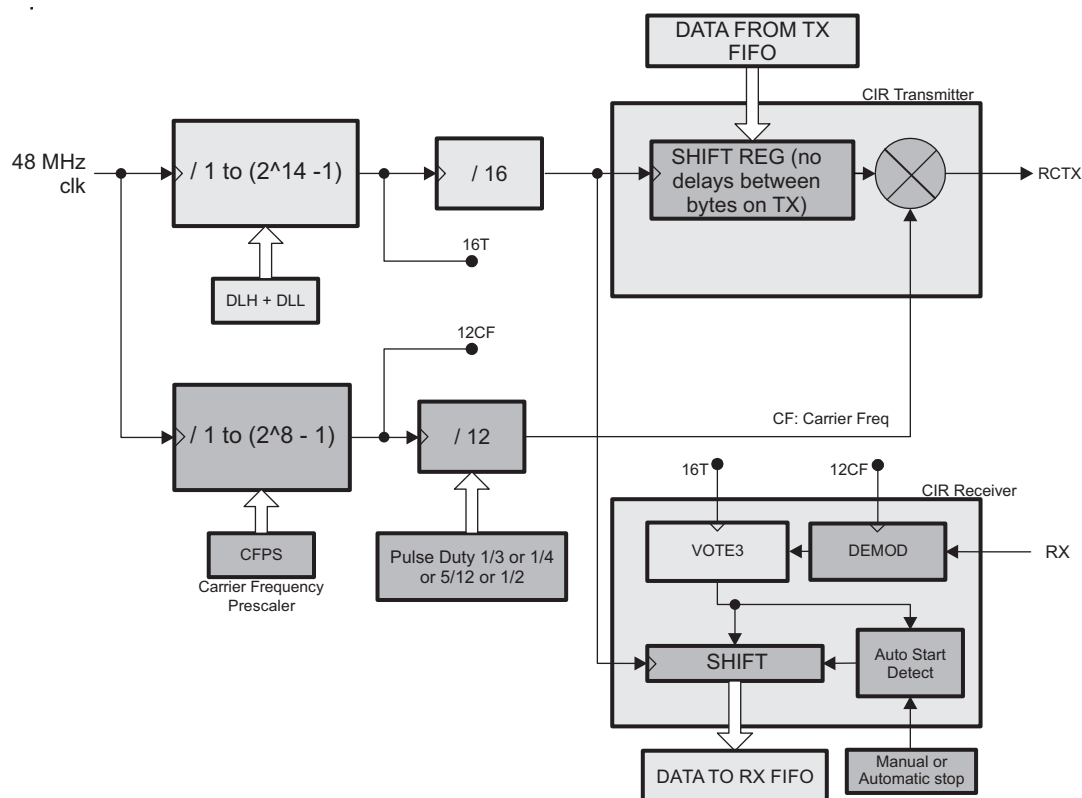 DATA FROM TX
FIFO
CIR Transmitter
48 MHz
clk
/ 1 to (2^14 -1)
/ 16
SHIFT REG (no
delays between
bytes on TX)
RCTX
16T
DLH + DLL
12CF
/ 1 to (2^8 - 1)
/ 12
CF: Carrier Freq
16T
12CF
CIR Receiver
CFPS
Carrier Frequency
Prescaler
Pulse Duty 1/3 or 1/4
or 5/12 or 1/2
VOTE3
DEMOD
RX
SHIFT
Auto Start
Detect
DATA TO RX FIFO
Manual or
Automatic stop